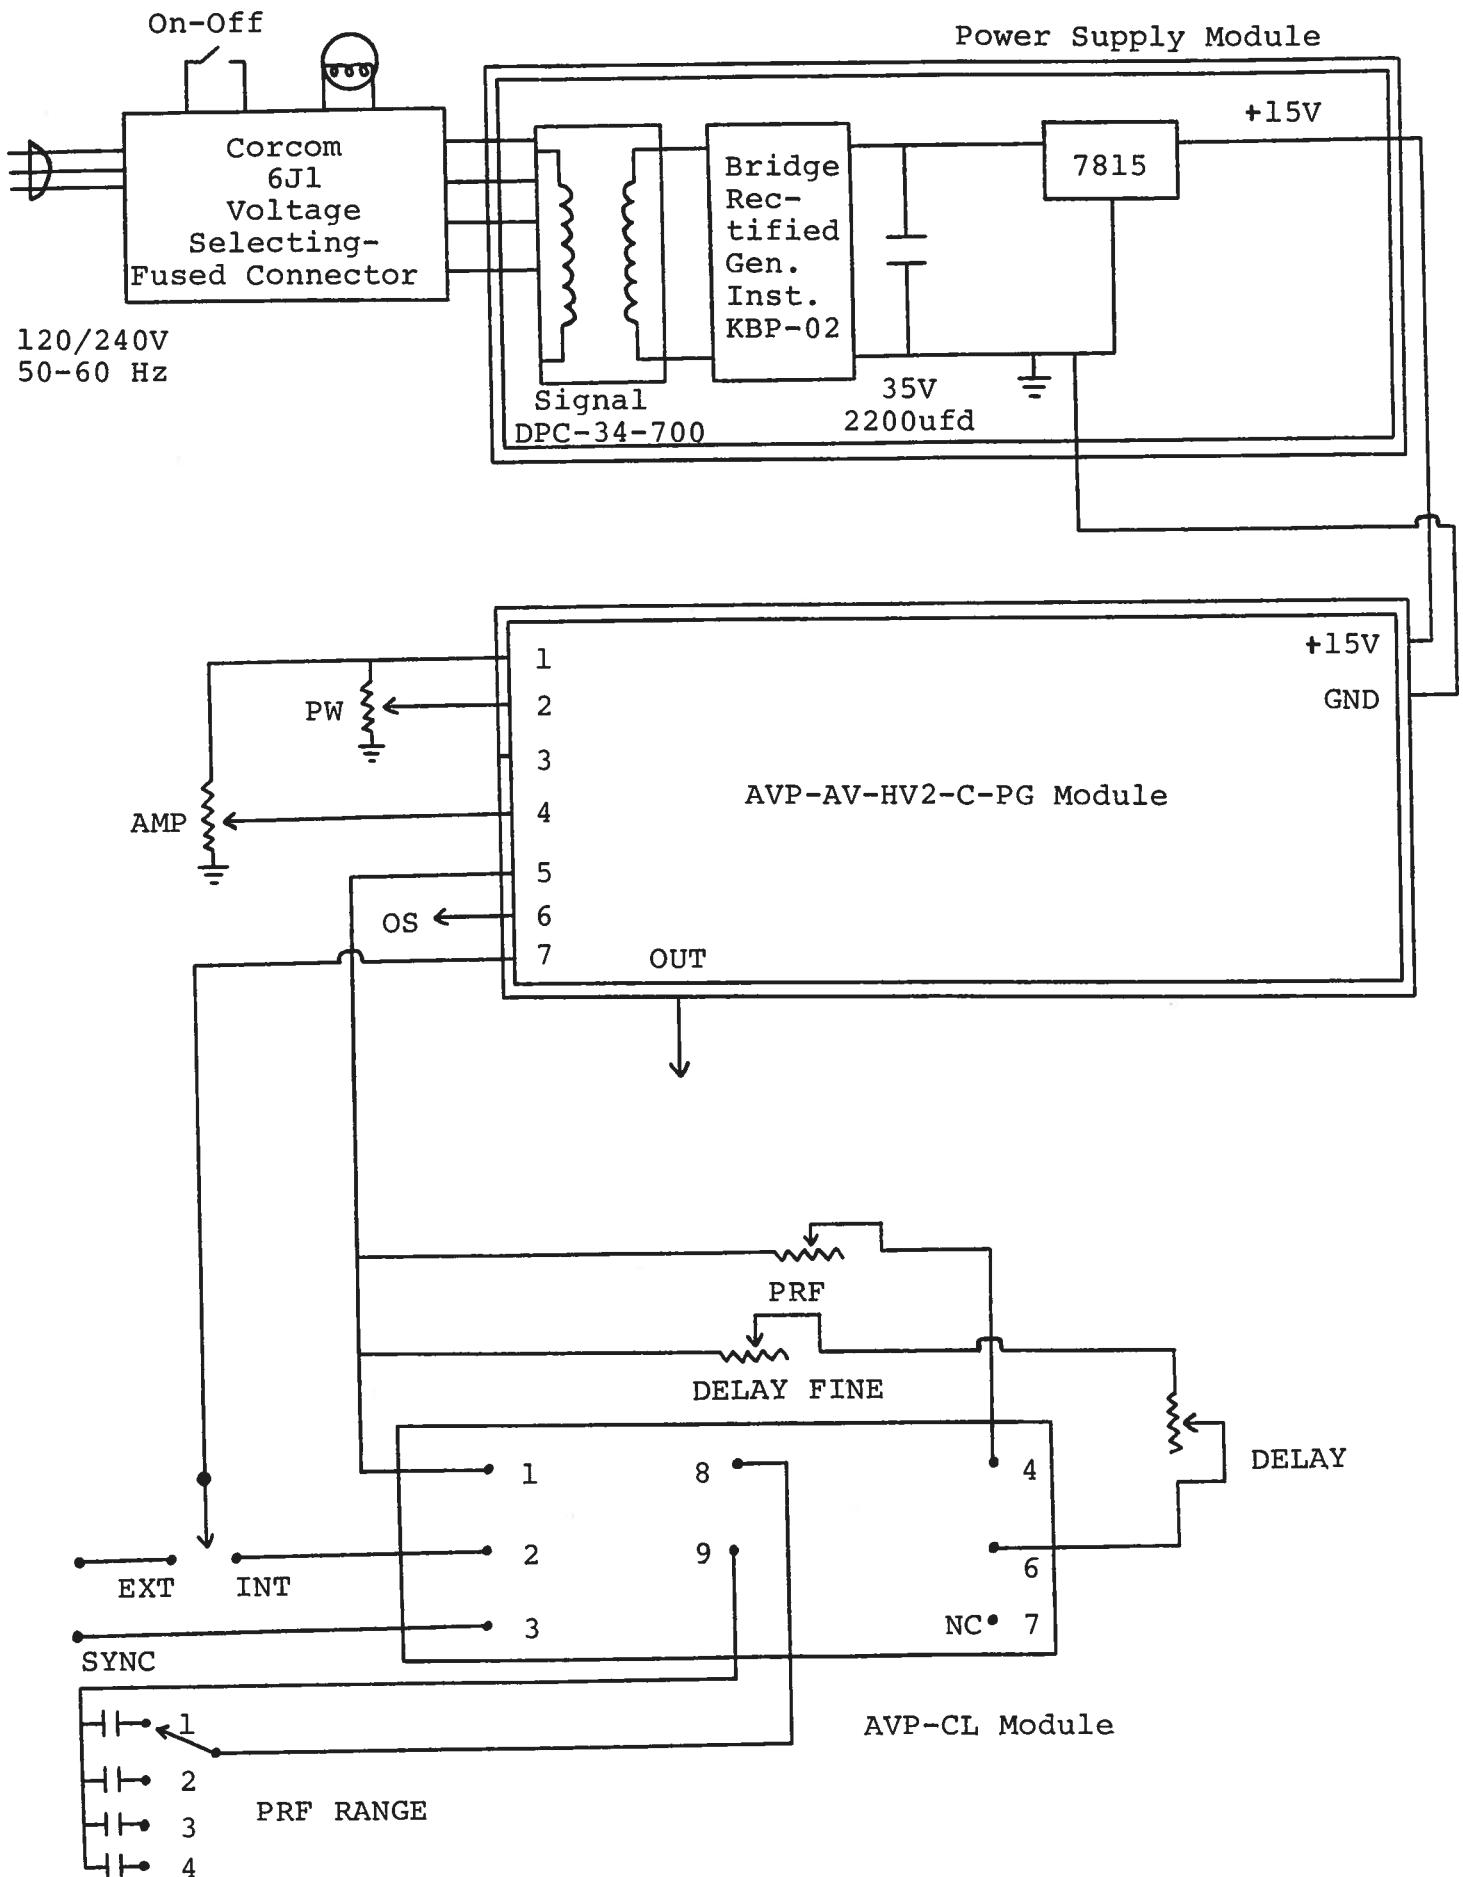 On-Off
Power Supply Module
+15V
Corcom
6J1
Voltage
Selecting-
Fused Connector
Bridge
Rec-
tified
Gen.
Inst.
KBP-02
7815
120/240V
50-60 Hz
Signal
DPC-34-700
35V
2200ufd
+15V
GND
1
2
3
4
5
6
7
PW
AMP
OS
OUT
AVP-AV-HV2-C-PG Module
PRF
DELAY FINE
DELAY
1
8
4
2
9
6
3
NC
7
EXT
INT
SYNC
AVP-CL Module
1
2
3
4
PRF RANGE